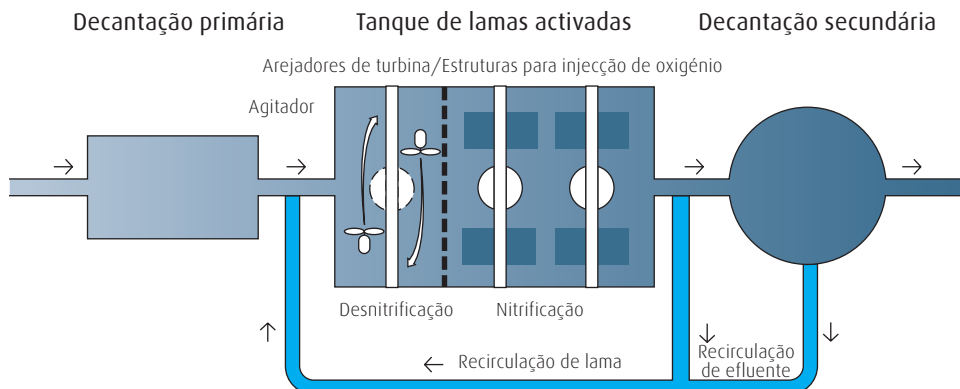 Decantação primária
Tanque de lamas activadas
Decantação secundária
Arejadores de turbina/Estruturas para injecção de oxigénio
Agitador
Desnitrificação
Nitrificação
Recirculação de lama
Recirculação
de efluente